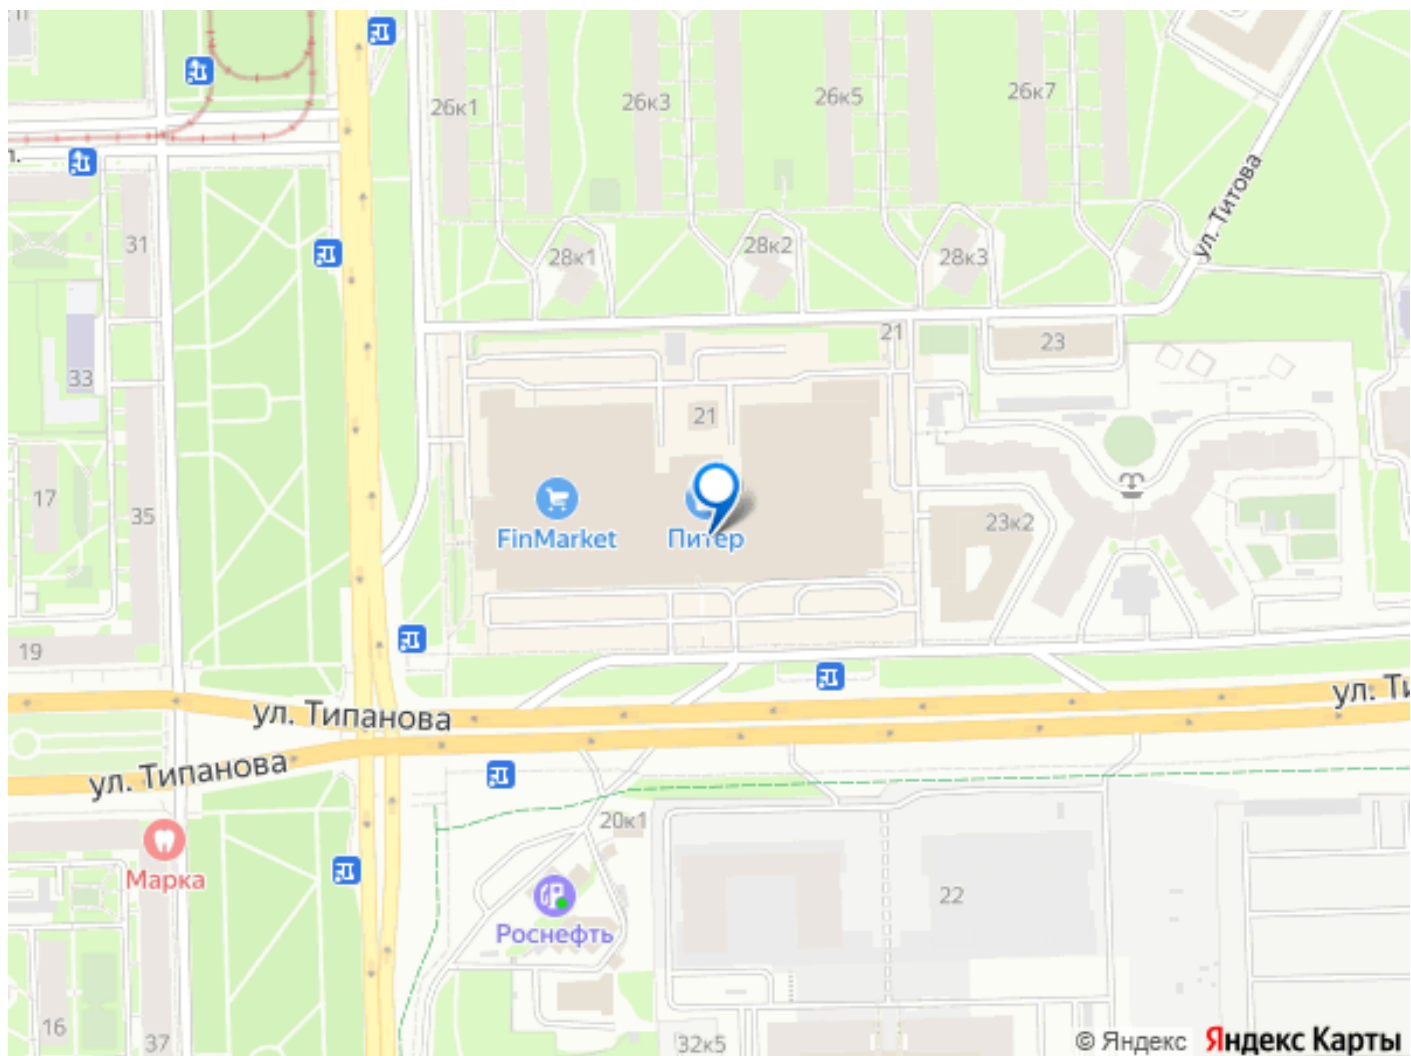 26к1
26к3
26к5
26к7
ул. Титова
31
28к1
28к2
28к3
21
23
33
21
17
35
FinMarket
Питер
23к2
19
ул. Типанова
ул. Ти
ул. Типанова
20к1
Марка
22
Роснефть
16
37
32к5
© Яндекс
Яндекс Карты